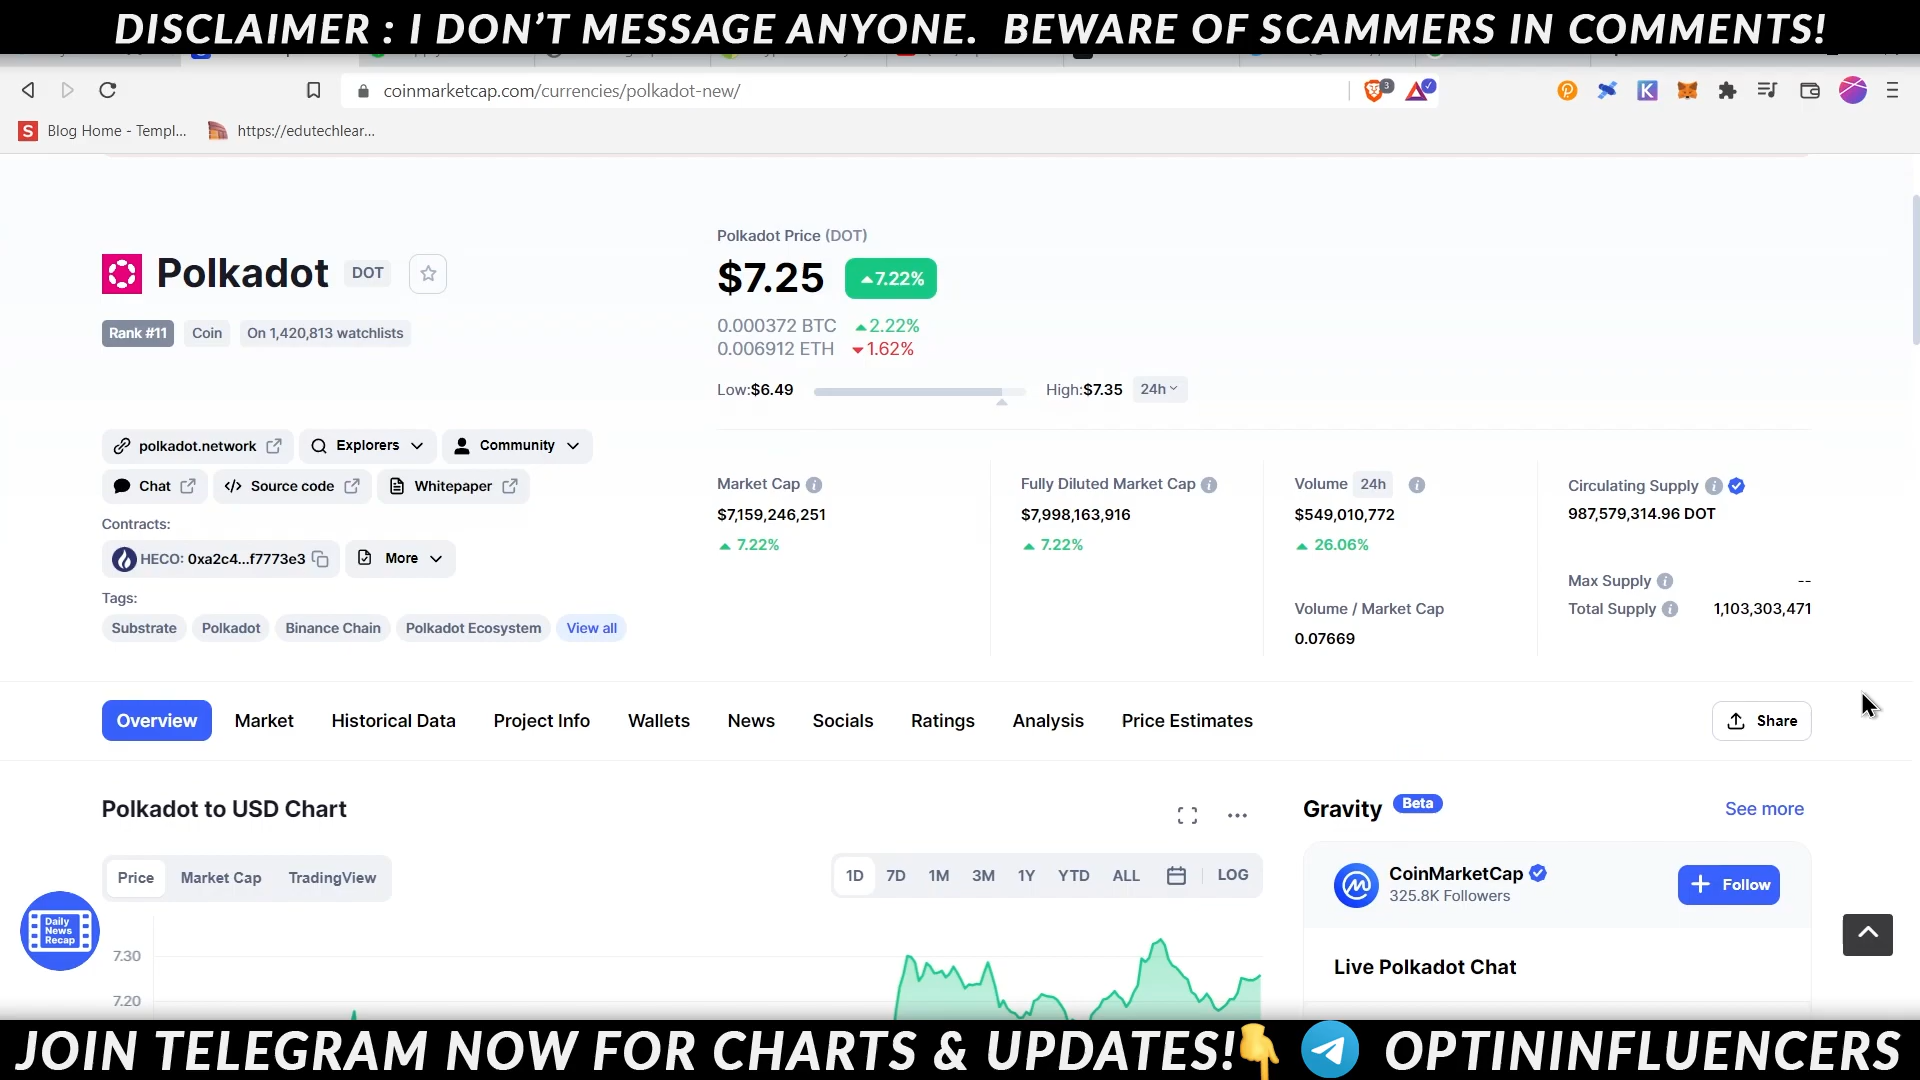 DISCLAIMER : I DON'T MESSAGE ANYONE. BEWARE OF SCAMMERS IN COMMENTS!
coinmarketcap.com/currencies/polkadot-new/
3
Blog Home - Templ...
https://edutechlear...
Polkadot Price (DOT)
Polkadot DOT
$7.25 7.22%
Rank #11 Coin On 1,420,813 watchlists
0.000372 BTC 2.22%
0.006912 ETH 1.62%
Low:$6.49 High:$7.35 24h
polkadot.network Explorers Community
Chat Source code Whitepaper
Contracts:
HECO: 0xa2c4...f7773e3 More
Tags:
Substrate Polkadot Binance Chain Polkadot Ecosystem View all
Market Cap
$7,159,246,251
7.22%
Fully Diluted Market Cap
$7,998,163,916
7.22%
Volume 24h
$549,010,772
26.06%
Volume / Market Cap
0.07669
Circulating Supply
987,579,314.96 DOT
Max Supply --
Total Supply 1,103,303,471
Overview Market Historical Data Project Info Wallets News Socials Ratings Analysis Price Estimates Share
Polkadot to USD Chart
Price Market Cap TradingView
1D 7D 1M 3M 1Y YTD ALL LOG
7.30
7.20
Daily
News
Recap
Gravity Beta See more
CoinMarketCap
325.8K Followers
Follow
Live Polkadot Chat
JOIN TELEGRAM NOW FOR CHARTS & UPDATES!👇 OPTININFLUENCERS